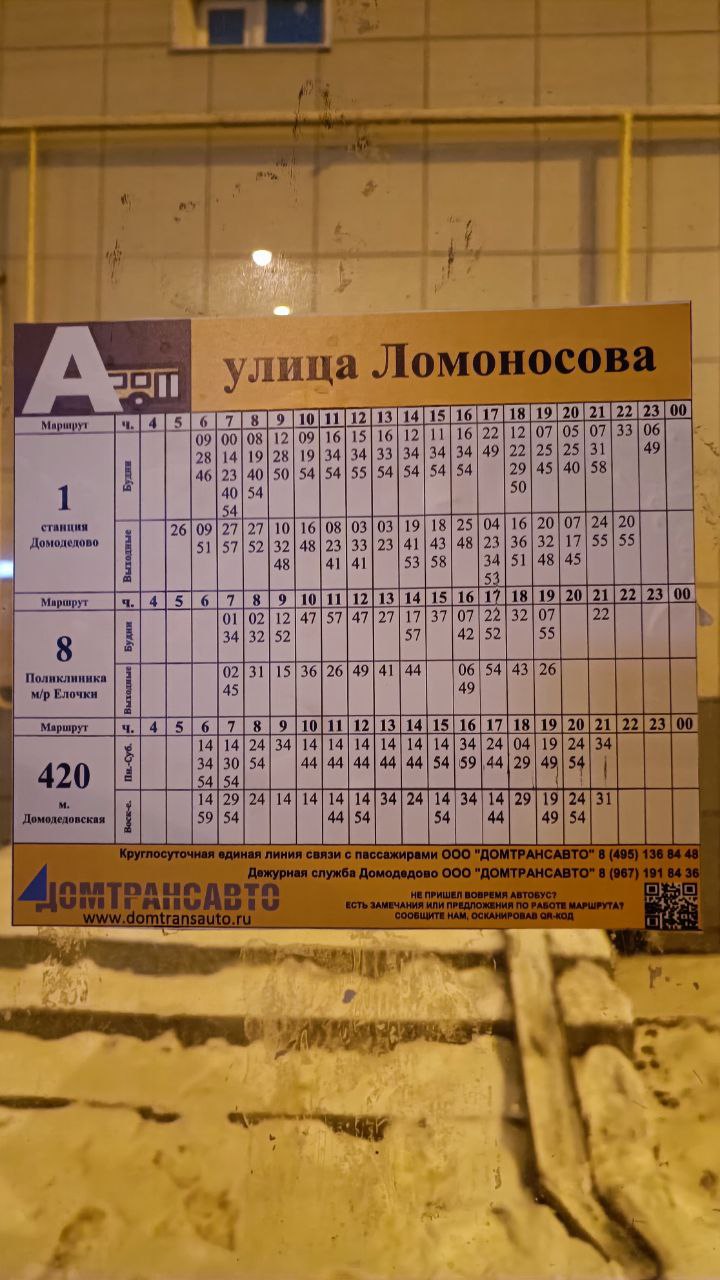 А
улица Ломоносова
Маршрут ч. 4 5 6 7 8 9 10 11 12 13 14 15 16 17 18 19 20 21 22 23 00
1
станция
Домодедово
Будни
09 00 08 12 09 16 15 16 12 11 16 22 12 07 05 07 33 06
28 14 19 28 19 34 34 33 34 34 34 49 22 25 25 31 49
46 23 40 50 54 54 55 54 54 54 54 29 45 40 58
40 54 50
54
Выходные
26 09 27 27 10 16 08 03 03 19 18 25 04 16 20 07 24 20
51 57 52 32 48 23 33 23 41 43 48 23 36 32 17 55 55
48 41 41 53 58 34 51 48 45
53
Маршрут ч. 4 5 6 7 8 9 10 11 12 13 14 15 16 17 18 19 20 21 22 23 00
8
Поликлиника
м/р Елочки
Будни
01 02 12 47 57 47 27 17 37 07 22 32 07 22
34 32 52 57 42 52 55
Выходные
02 31 15 36 26 49 41 44 06 54 43 26
45 49
Маршрут ч. 4 5 6 7 8 9 10 11 12 13 14 15 16 17 18 19 20 21 22 23 00
420
м.
Домодедовская
Пн.-Суб.
14 14 24 34 14 14 14 14 14 14 34 24 04 19 24 34
34 30 54 44 44 44 44 44 54 59 44 29 49 54
54 54
Воск-е.
14 29 24 14 14 14 14 34 24 14 34 14 29 19 24 31
59 54 44 54 54 44 49 54
Круглосуточная единая линия связи с пассажирами ООО "ДОМТРАНСАВТО" 8 (495) 136 84 48
Дежурная служба Домодедово ООО "ДОМТРАНСАВТО" 8 (967) 191 84 36
ДОМТРАНСАВТО
www.domtransauto.ru
НЕ ПРИШЕЛ ВОВРЕМЯ АВТОБУС?
ЕСТЬ ЗАМЕЧАНИЯ ИЛИ ПРЕДЛОЖЕНИЯ ПО РАБОТЕ МАРШРУТА?
СООБЩИТЕ НАМ, ОСКАНИРОВАВ QR-КОД